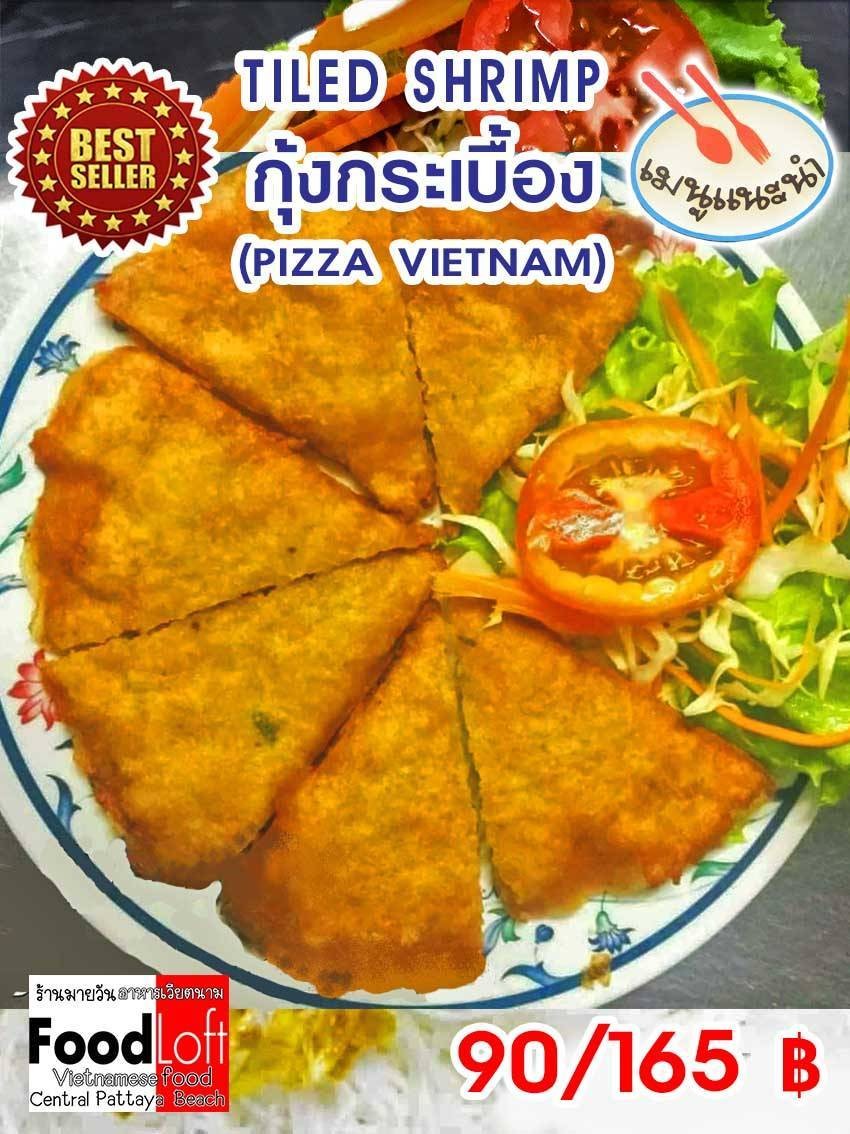 TILED SHRIMP
BEST
SELLER
กุ้งกระเบื้อง
เมนูแนะนำ
(PIZZA VIETNAM)
ร้านมายวัน อาหารเวียตนาม
FoodLoft
Vietnamese food
Central Pattaya Beach
90/165 ฿